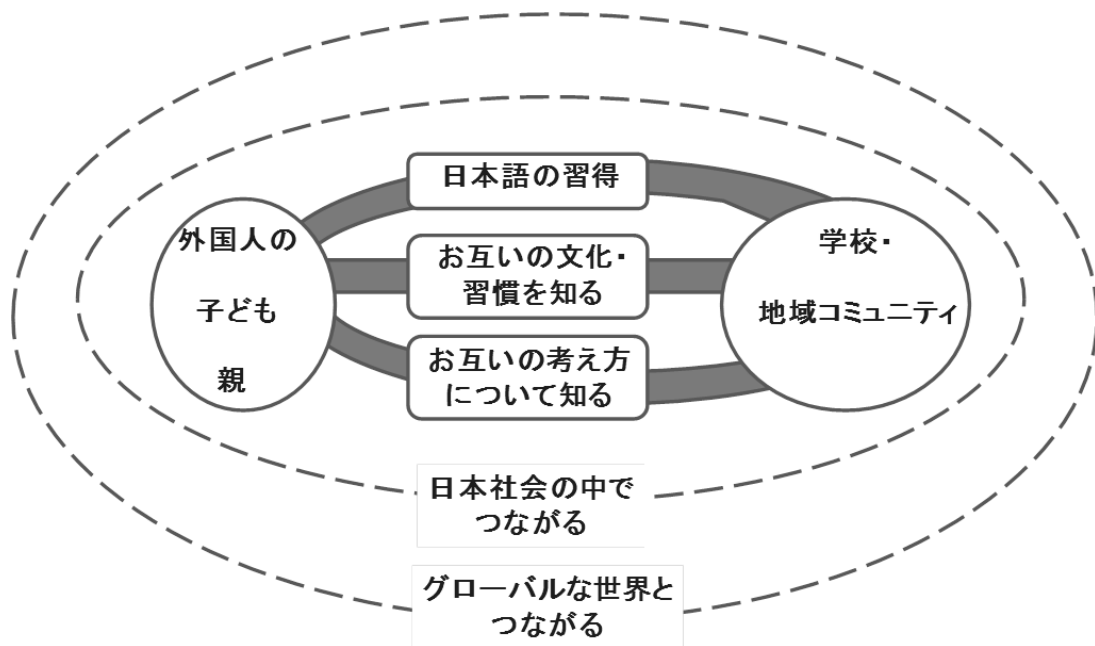 日本語の習得
外国人の
子ども
親
お互いの文化・
習慣を知る
お互いの考え方
について知る
学校・
地域コミュニティ
日本社会の中で
つながる
グローバルな世界と
つながる